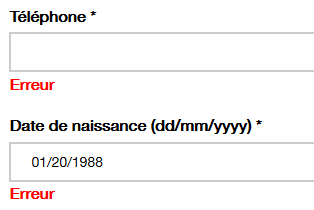 Téléphone *
Erreur
Date de naissance (dd/mm/yyyy) *
01/20/1988
Erreur